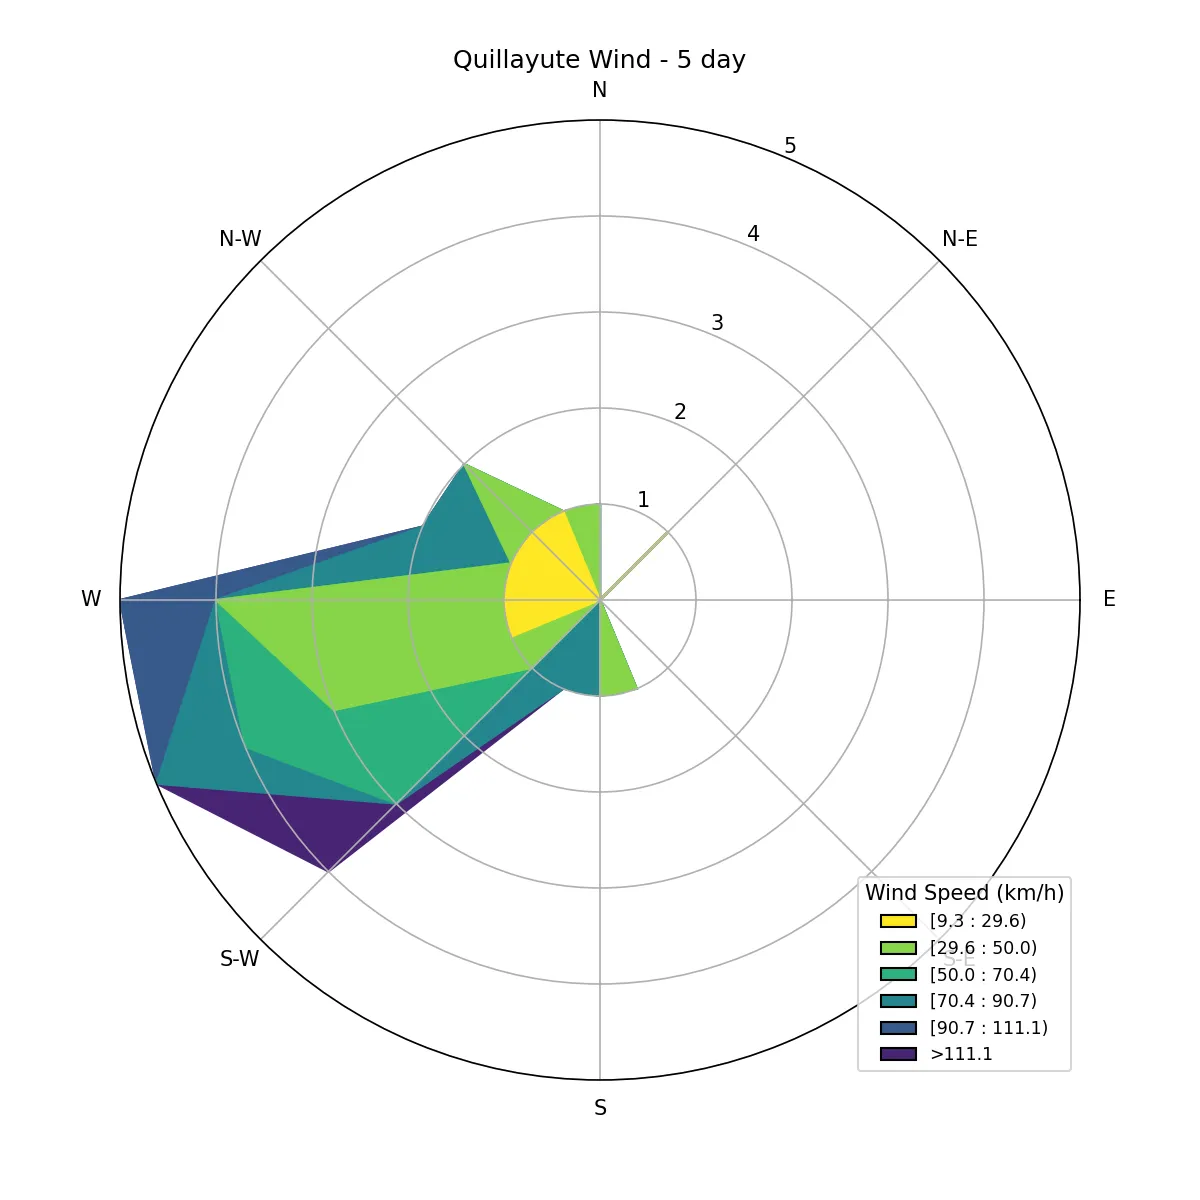 Quillayute Wind - 5 day
N
5
N-W
4
N-E
3
2
1
W
E
S-W
S-E
S
Wind Speed (km/h)
[9.3 : 29.6)
[29.6 : 50.0)
[50.0 : 70.4)
[70.4 : 90.7)
[90.7 : 111.1)
>111.1